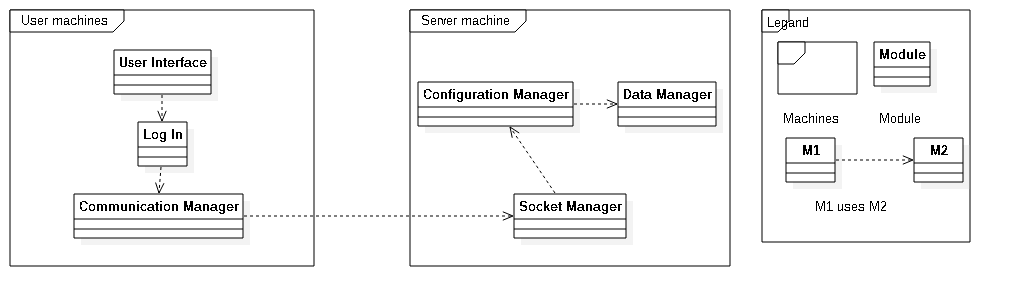 User machines
User Interface
Log In
Communication Manager
Server machine
Configuration Manager
Data Manager
Socket Manager
Legand
Module
Machines
Module
M1
M2
M1 uses M2